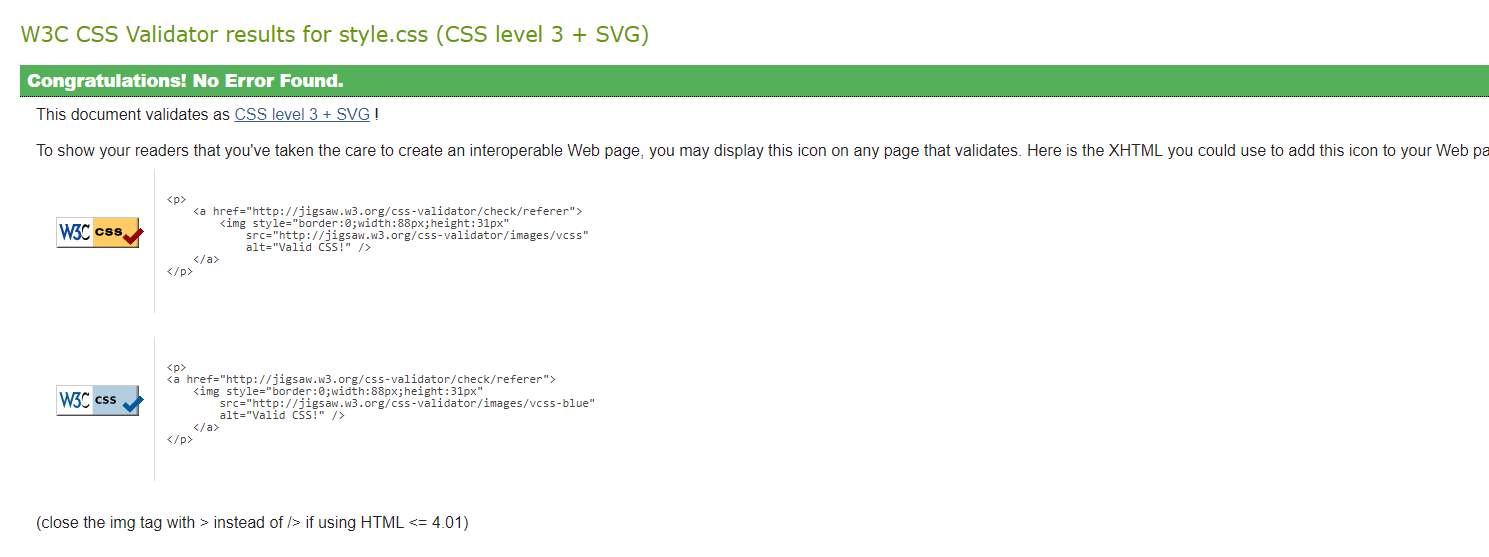 W3C CSS Validator results for style.css (CSS level 3 + SVG)
Congratulations! No Error Found.
This document validates as CSS level 3 + SVG !
To show your readers that you've taken the care to create an interoperable Web page, you may display this icon on any page that validates. Here is the XHTML you could use to add this icon to your Web pa
W3C css
<p>
<a href="http://jigsaw.w3.org/css-validator/check/referer">
<img style="border:0;width:88px;height:31px"
src="http://jigsaw.w3.org/css-validator/images/vcss"
alt="Valid CSS!" />
</a>
</p>
W3C css
<p>
<a href="http://jigsaw.w3.org/css-validator/check/referer">
<img style="border:0;width:88px;height:31px"
src="http://jigsaw.w3.org/css-validator/images/vcss-blue"
alt="Valid CSS!" />
</a>
</p>
(close the img tag with > instead of /> if using HTML <= 4.01)